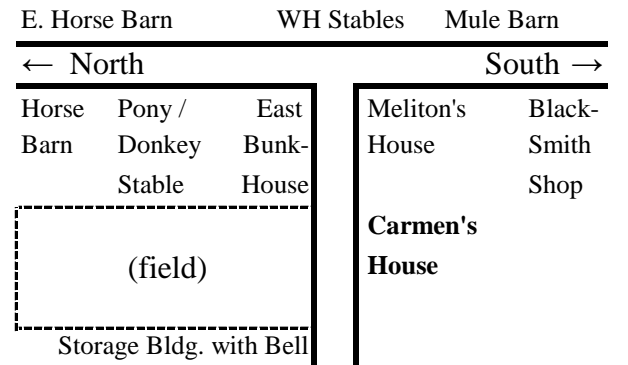 E. Horse Barn WH Stables Mule Barn
← North South →
Horse Pony / East Meliton's Black-
Barn Donkey Bunk- House Smith
Stable House Shop
Carmen's
(field) House
Storage Bldg. with Bell